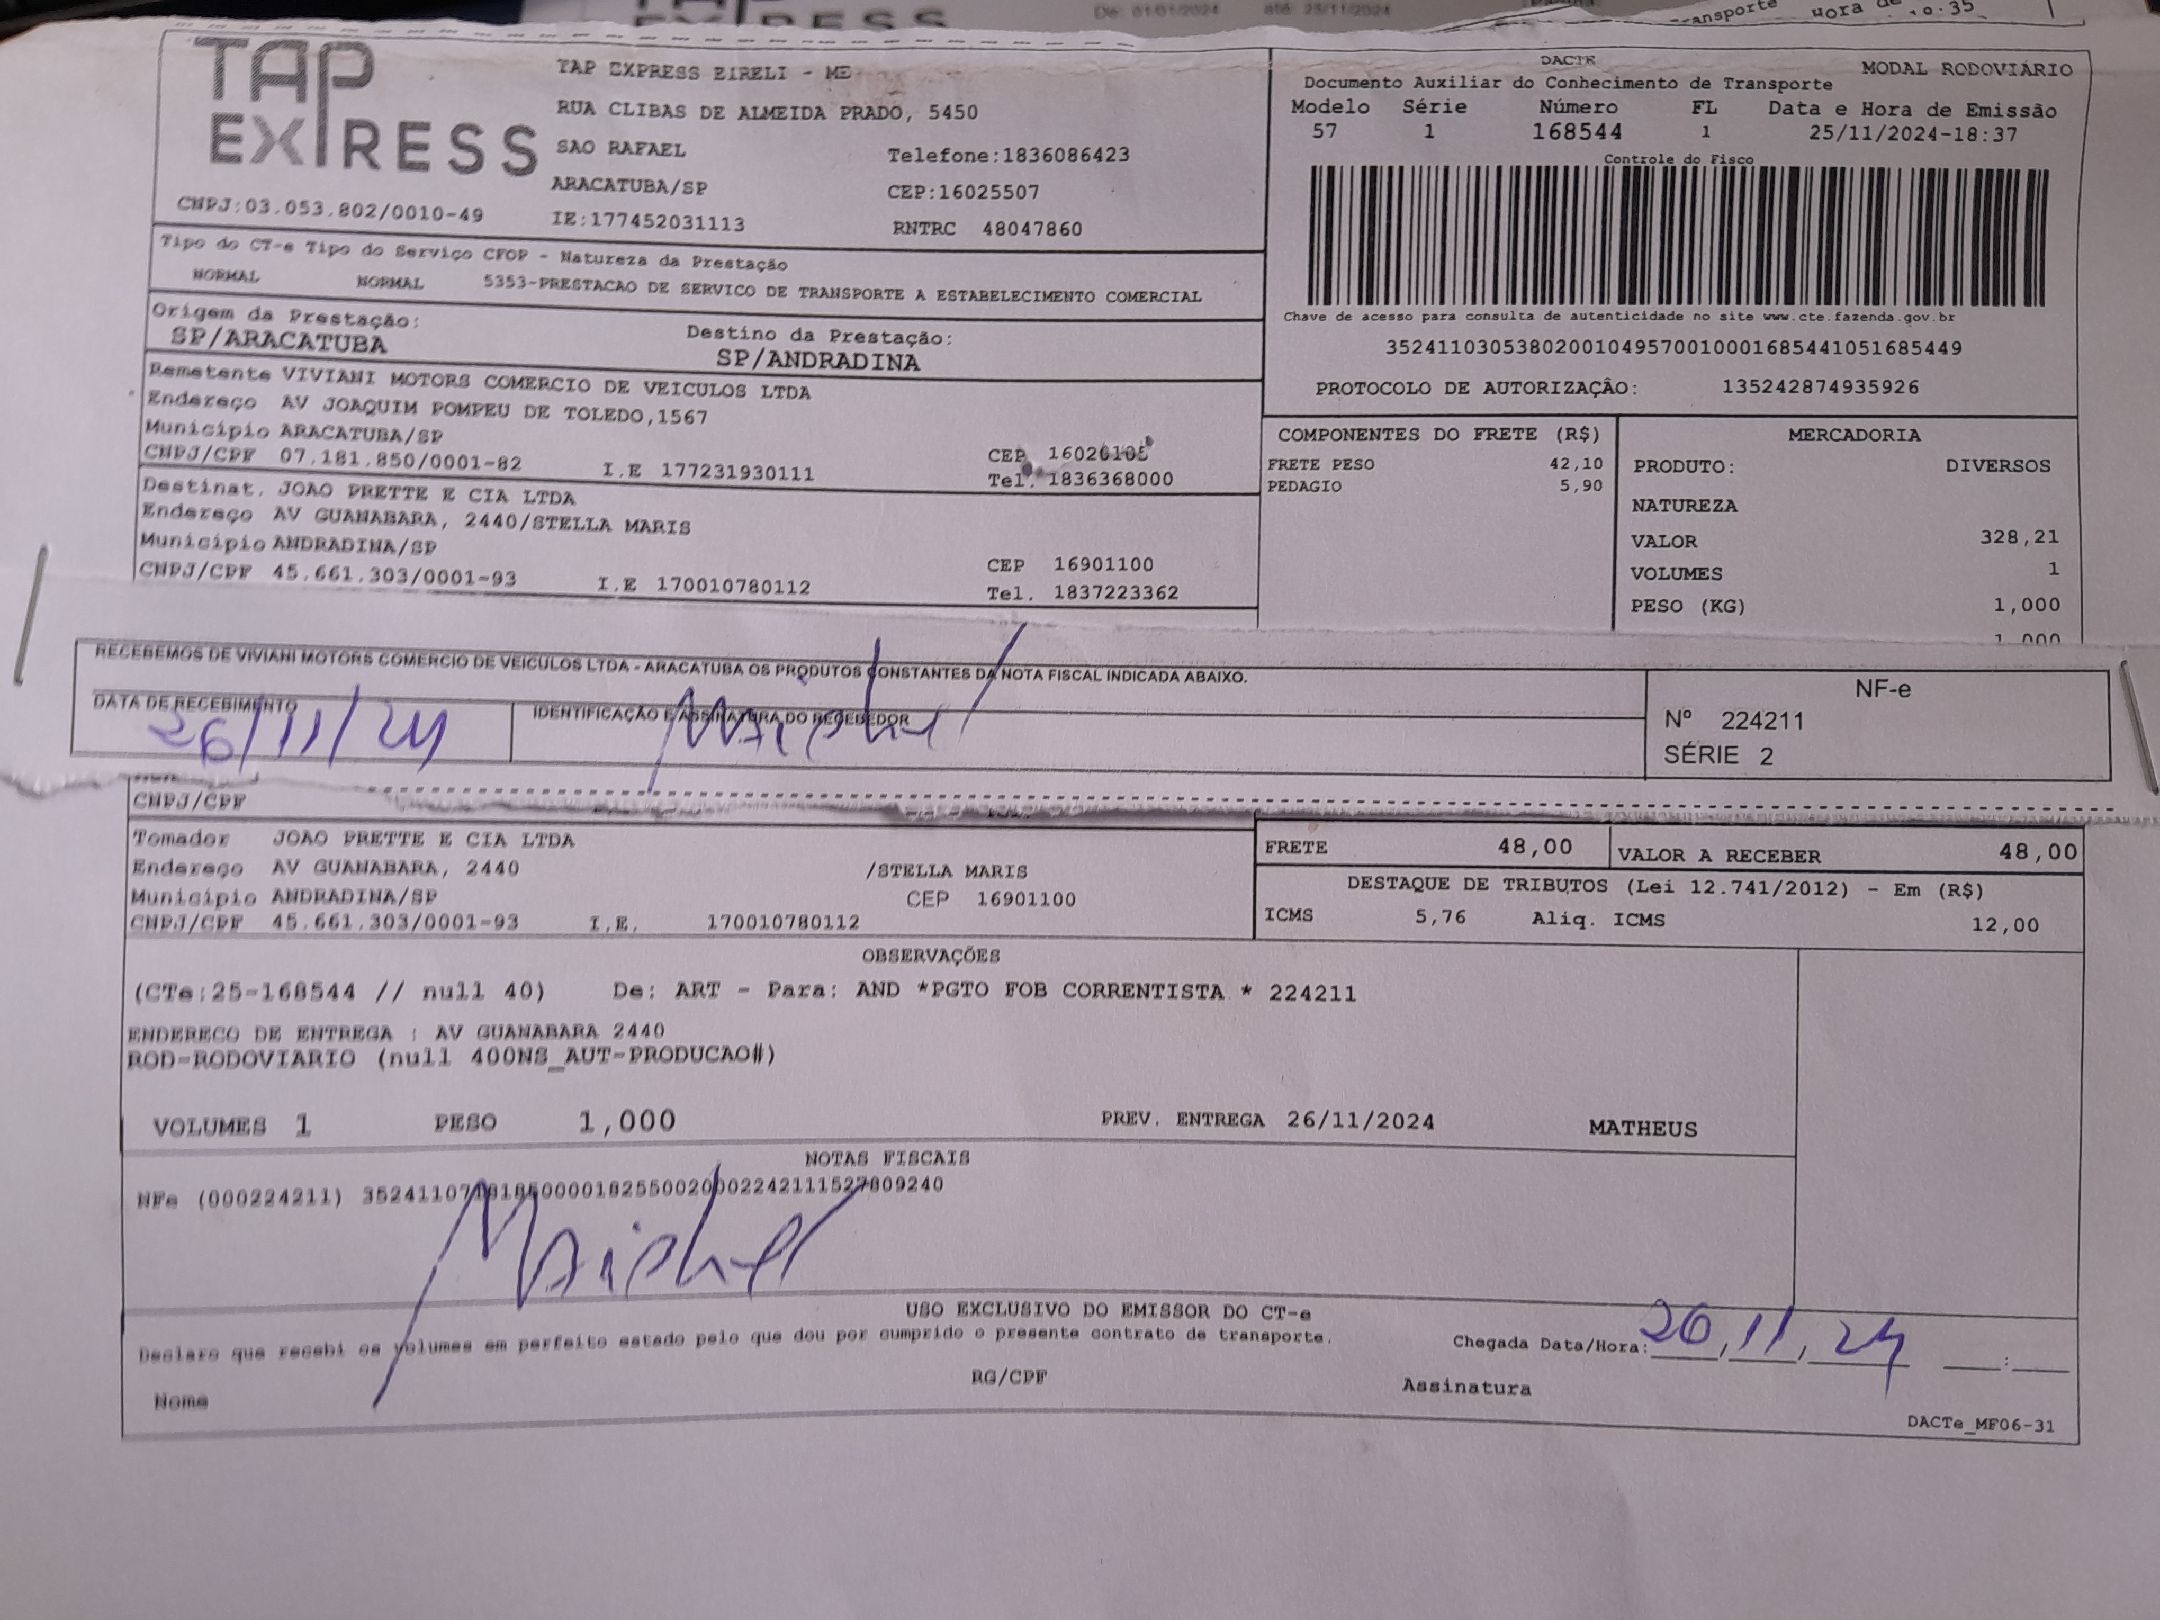 De: 01/01/2024 até: 25/11/2024
TAP EXPRESS
TAP EXPRESS EIRELI - ME
RUA CLIBAS DE ALMEIDA PRADO, 5450
SAO RAFAEL Telefone:1836086423
ARACATUBA/SP CEP:16025507
CNPJ:03.053.802/0010-49 IE:177452031113 RNTRC 48047860
DACTE MODAL RODOVIÁRIO
Documento Auxiliar do Conhecimento de Transporte
Modelo Série Número FL Data e Hora de Emissão
57 1 168544 1 25/11/2024-18:37
Controle do Fisco
Chave de acesso para consulta de autenticidade no site www.cte.fazenda.gov.br
35241103053802001049570010001685441051685449
PROTOCOLO DE AUTORIZAÇÂO: 135242874935926
Tipo do CT-e Tipo do Serviço CFOP - Natureza da Prestação
NORMAL NORMAL 5353-PRESTACAO DE SERVICO DE TRANSPORTE A ESTABELECIMENTO COMERCIAL
Origem da Prestação: Destino da Prestação:
SP/ARACATUBA SP/ANDRADINA
Remetente VIVIANI MOTORS COMERCIO DE VEICULOS LTDA
Endereço AV JOAQUIM POMPEU DE TOLEDO,1567
Município ARACATUBA/SP CEP 16020105
CNPJ/CPF 07.181.850/0001-82 I.E 177231930111 Tel. 1836368000
Destinat. JOAO PRETTE E CIA LTDA
Endereço AV GUANABARA, 2440/STELLA MARIS
Município ANDRADINA/SP CEP 16901100
CNPJ/CPF 45.661.303/0001-93 I.E 170010780112 Tel. 1837223362
COMPONENTES DO FRETE (R$)
FRETE PESO 42,10
PEDAGIO 5,90
MERCADORIA
PRODUTO: DIVERSOS
NATUREZA
VALOR 328,21
VOLUMES 1
PESO (KG) 1,000
RECEBEMOS DE VIVIANI MOTORS COMERCIO DE VEICULOS LTDA - ARACATUBA OS PRODUTOS CONSTANTES DA NOTA FISCAL INDICADA ABAIXO.
DATA DE RECEBIMENTO IDENTIFICAÇÃO E ASSINATURA DO RECEBEDOR
26/11/24
NF-e
Nº 224211
SÉRIE 2
CNPJ/CPF
Tomador JOAO PRETTE E CIA LTDA
Endereço AV GUANABARA, 2440 /STELLA MARIS
Município ANDRADINA/SP CEP 16901100
CNPJ/CPF 45.661.303/0001-93 I.E. 170010780112
FRETE 48,00 VALOR A RECEBER 48,00
DESTAQUE DE TRIBUTOS (Lei 12.741/2012) - Em (R$)
ICMS 5,76 Aliq. ICMS 12,00
OBSERVAÇÕES
(CTe:25-168544 // null 40) De: ART - Para: AND *PGTO FOB CORRENTISTA * 224211
ENDERECO DE ENTREGA : AV GUANABARA 2440
ROD-RODOVIARIO (null 400NS_AUT-PRODUCAO#)
VOLUMES 1 PESO 1,000 PREV. ENTREGA 26/11/2024 MATHEUS
NOTAS FISCAIS
NFe (000224211)
USO EXCLUSIVO DO EMISSOR DO CT-e
Declaro que recebi os volumes em perfeito estado pelo que dou por cumprido o presente contrato de transporte.
Chegada Data/Hora: 26, 11, 24 :
Nome RG/CPF Assinatura
DACTe_MF06-31